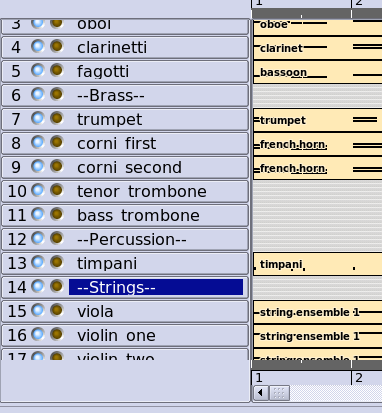 1 2
3 oboi oboe
4 clarinetti clarinet
5 fagotti bassoon
6 --Brass--
7 trumpet trumpet
8 corni first french horn
9 corni second french horn
10 tenor trombone
11 bass trombone
12 --Percussion--
13 timpani timpani
14 --Strings--
15 viola string ensemble 1
16 violin one string ensemble 1
17 violin two string ensemble 1
1 2